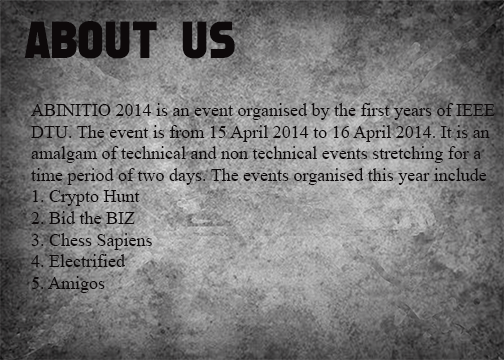 ABOUT US
ABINITIO 2014 is an event organised by the first years of IEEE
DTU. The event is from 15 April 2014 to 16 April 2014. It is an
amalgam of technical and non technical events stretching for a
time period of two days. The events organised this year include
1. Crypto Hunt
2. Bid the BIZ
3. Chess Sapiens
4. Electrified
5. Amigos